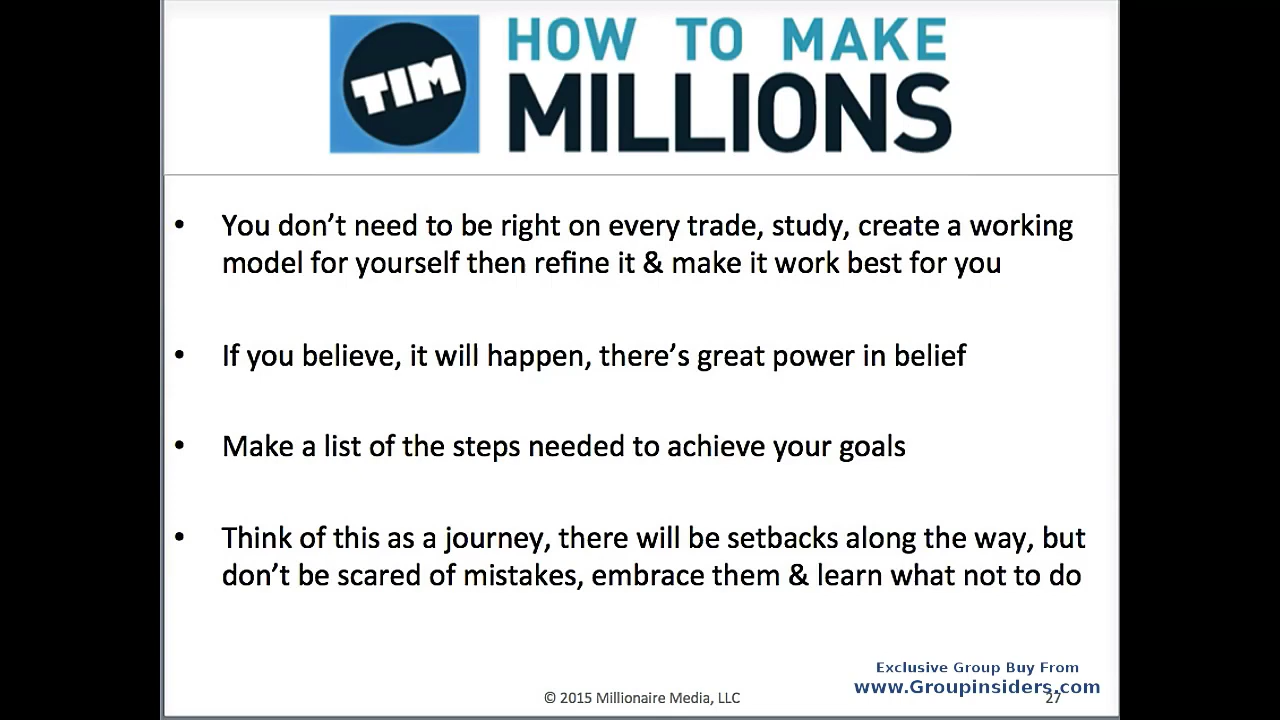 TIM
HOW TO MAKE
MILLIONS
• You don’t need to be right on every trade, study, create a working
model for yourself then refine it & make it work best for you
• If you believe, it will happen, there’s great power in belief
• Make a list of the steps needed to achieve your goals
• Think of this as a journey, there will be setbacks along the way, but
don’t be scared of mistakes, embrace them & learn what not to do
Exclusive Group Buy From
www.Groupinsiders.com
© 2015 Millionaire Media, LLC
27